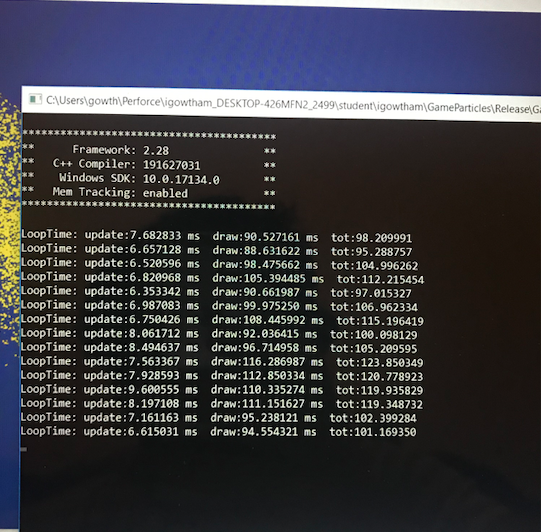 C:\Users\gowth\Perforce\igowtham_DESKTOP-426MFN2_2499\student\igowtham\GameParticles\Release\Ga
****************************************
** Framework: 2.28 **
** C++ Compiler: 191627031 **
** Windows SDK: 10.0.17134.0 **
** Mem Tracking: enabled **
****************************************
LoopTime: update:7.682833 ms draw:90.527161 ms tot:98.209991
LoopTime: update:6.657128 ms draw:88.631622 ms tot:95.288757
LoopTime: update:6.520596 ms draw:98.475662 ms tot:104.996262
LoopTime: update:6.820968 ms draw:105.394485 ms tot:112.215454
LoopTime: update:6.353342 ms draw:90.661987 ms tot:97.015327
LoopTime: update:6.987083 ms draw:99.975250 ms tot:106.962334
LoopTime: update:6.750426 ms draw:108.445992 ms tot:115.196419
LoopTime: update:8.061712 ms draw:92.036415 ms tot:100.098129
LoopTime: update:8.494637 ms draw:96.714958 ms tot:105.209595
LoopTime: update:7.563367 ms draw:116.286987 ms tot:123.850349
LoopTime: update:7.928593 ms draw:112.850334 ms tot:120.778923
LoopTime: update:9.600555 ms draw:110.335274 ms tot:119.935829
LoopTime: update:8.197108 ms draw:111.151627 ms tot:119.348732
LoopTime: update:7.161163 ms draw:95.238121 ms tot:102.399284
LoopTime: update:6.615031 ms draw:94.554321 ms tot:101.169350